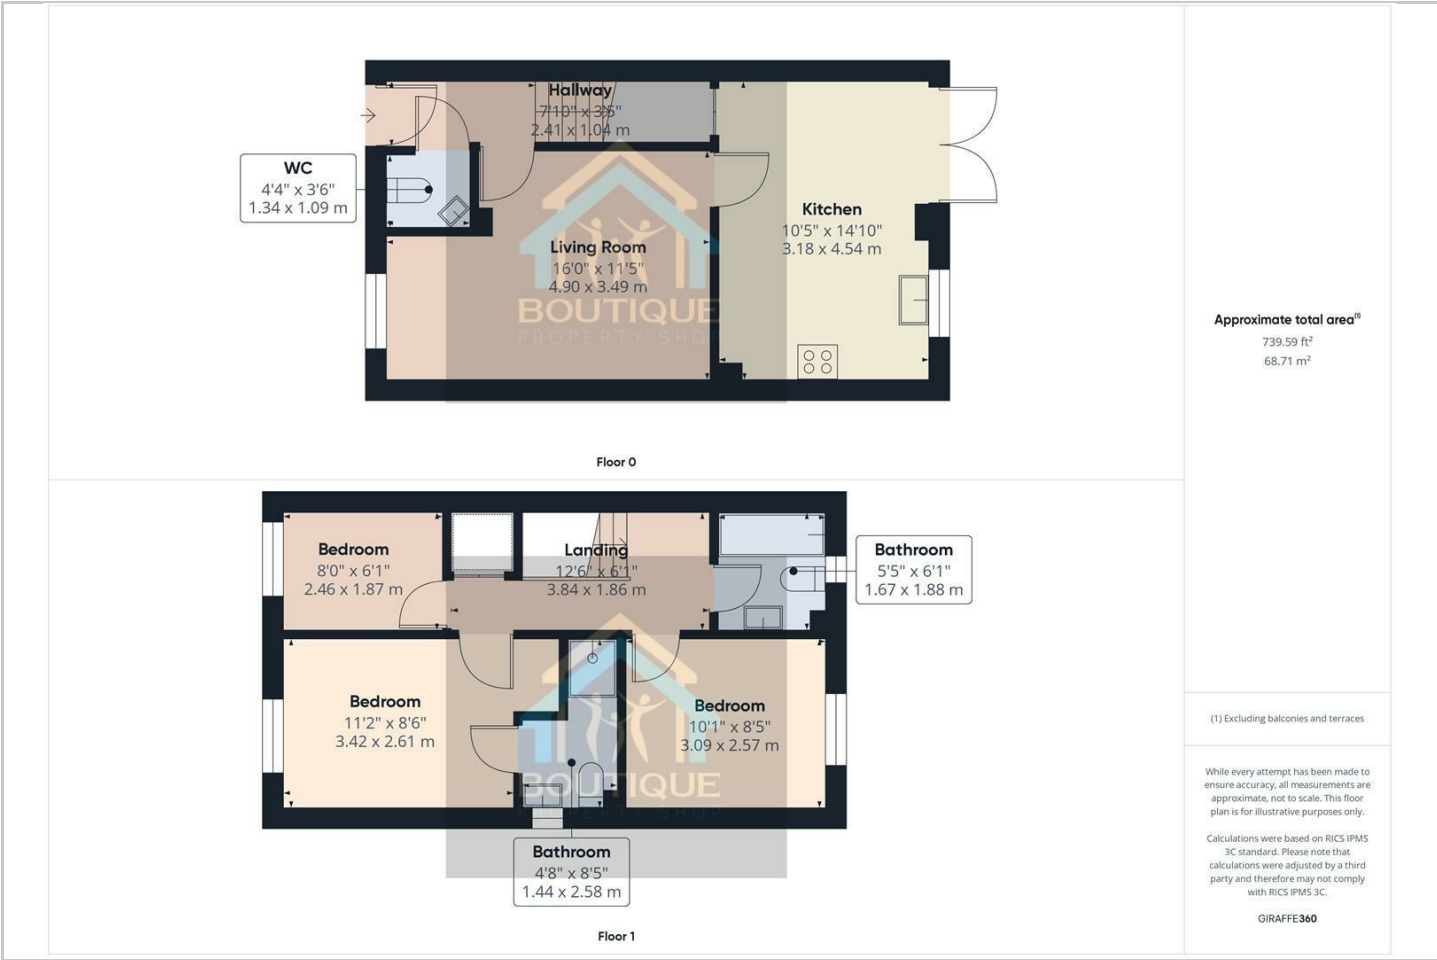 Hallway
7'10" x 3'5"
2.41 x 1.04 m
WC
4'4" x 3'6"
1.34 x 1.09 m
Living Room
16'0" x 11'5"
4.90 x 3.49 m
Kitchen
10'5" x 14'10"
3.18 x 4.54 m
BOUTIQUE
PROPERTY SHOP
Floor 0
Bedroom
8'0" x 6'1"
2.46 x 1.87 m
Landing
12'6" x 6'1"
3.84 x 1.86 m
Bathroom
5'5" x 6'1"
1.67 x 1.88 m
Bedroom
11'2" x 8'6"
3.42 x 2.61 m
Bedroom
10'1" x 8'5"
3.09 x 2.57 m
BOUTIQUE
PROPERTY SHOP
Bathroom
4'8" x 8'5"
1.44 x 2.58 m
Floor 1
Approximate total area⁽¹⁾
739.59 ft²
68.71 m²
(1) Excluding balconies and terraces
While every attempt has been made to
ensure accuracy, all measurements are
approximate, not to scale. This floor
plan is for illustrative purposes only.
Calculations were based on RICS IPMS
3C standard. Please note that
calculations were adjusted by a third
party and therefore may not comply
with RICS IPMS 3C.
GIRAFFE360